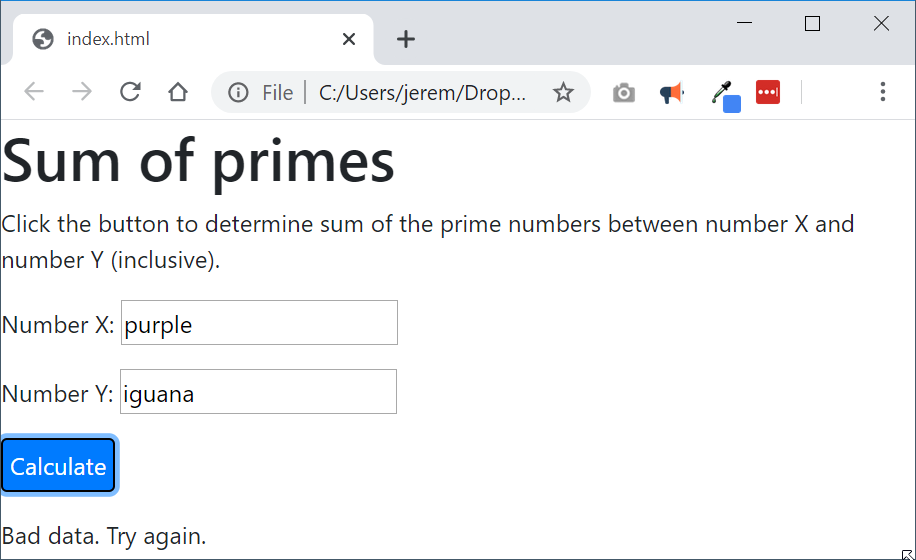 index.html
File
C:/Users/jerem/Drop...
Sum of primes
Click the button to determine sum of the prime numbers between number X and
number Y (inclusive).
Number X: purple
Number Y: iguana
Calculate
Bad data. Try again.